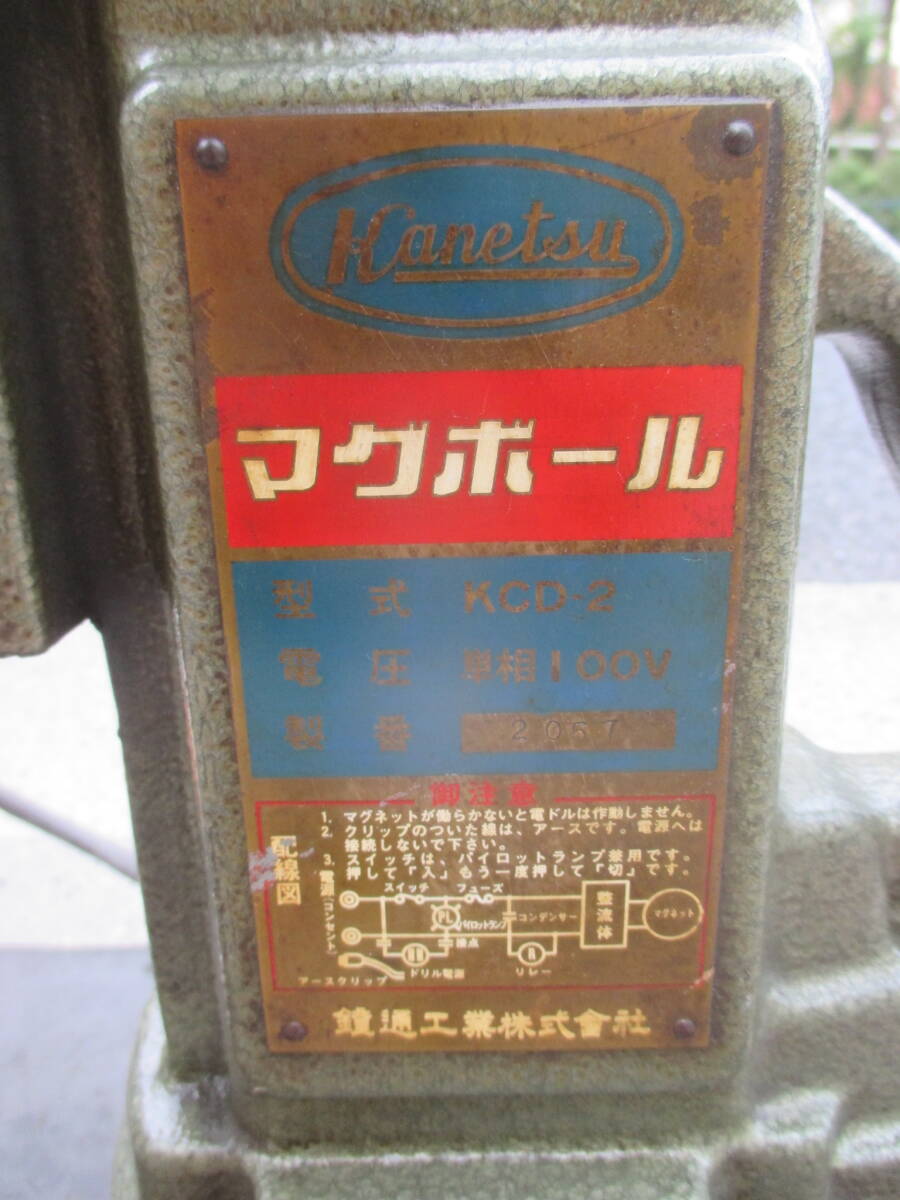 Kanetsu
マグボール
型式 KCD-2
電圧 単相100V
製番 2057
御注意
1. マグネットが働らかないと電ドルは作動しません。
2. クリップのついた線は、アースです。電源へは
接続しないで下さい。
3. スイッチは、パイロットランプ兼用です。
押して「入」もう一度押して「切」です。
配線図
電源(コンセント)
スイッチ
フューズ
PL
パイロットランプ
コンデンサー
整流体
マグネット
接点
ドリル電源
R
リレー
アースクリップ
鐘通工業株式會社